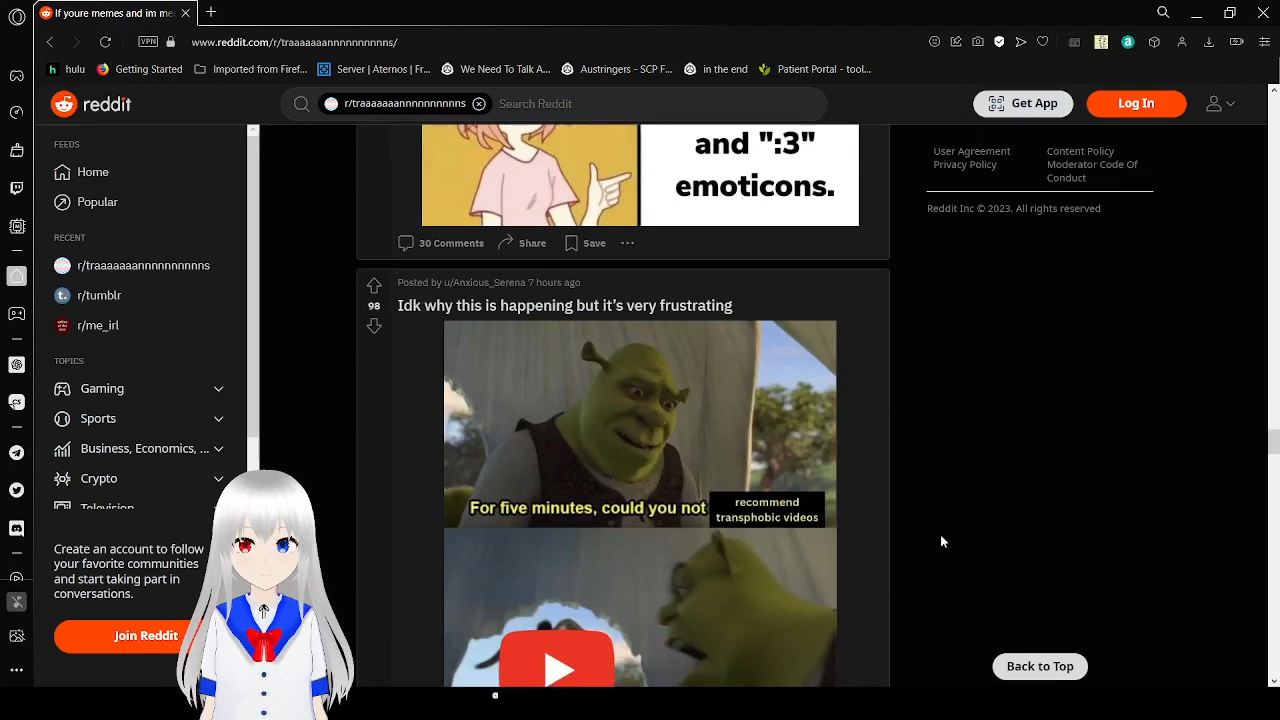 If youre memes and im me
www.reddit.com/r/traaaaaaannnnnnnnnns/
VPN
hulu
Getting Started
Imported from Firef...
Server | Aternos | Fr...
We Need To Talk A...
Austringers - SCP F...
in the end
Patient Portal - tool...
reddit
r/traaaaaaannnnnnnnnns
Search Reddit
Get App
Log In
FEEDS
Home
Popular
RECENT
r/traaaaaaannnnnnnnnns
r/tumblr
r/me_irl
TOPICS
Gaming
Sports
Business, Economics, ...
Crypto
Television
Create an account to follow
your favorite communities
and start taking part in
conversations.
Join Reddit
and ":3"
emoticons.
30 Comments
Share
Save
Posted by u/Anxious_Serena 7 hours ago
98
Idk why this is happening but it’s very frustrating
For five minutes, could you not
recommend
transphobic videos
User Agreement
Privacy Policy
Content Policy
Moderator Code Of
Conduct
Reddit Inc © 2023. All rights reserved
Back to Top